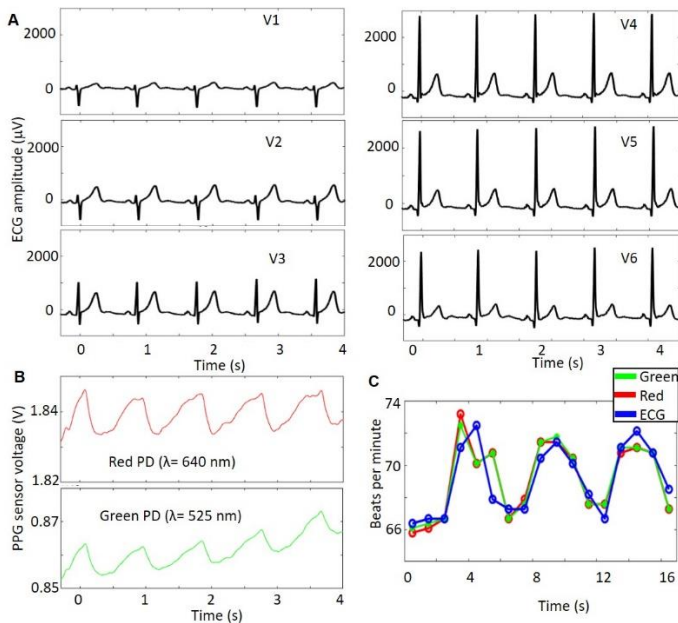 A
V1
2000
0
V2
2000
0
V3
2000
0
ECG amplitude (µV)
0 1 2 3 4
Time (s)
V4
2000
0
V5
2000
0
V6
2000
0
0 1 2 3 4
Time (s)
B
1.84
1.82
Red PD (λ= 640 nm)
0.87
0.85
Green PD (λ= 525 nm)
PPG sensor voltage (V)
0 1 2 3 4
Time (s)
C
Green
Red
ECG
74
70
66
Beats per minute
0 4 8 12 16
Time (s)